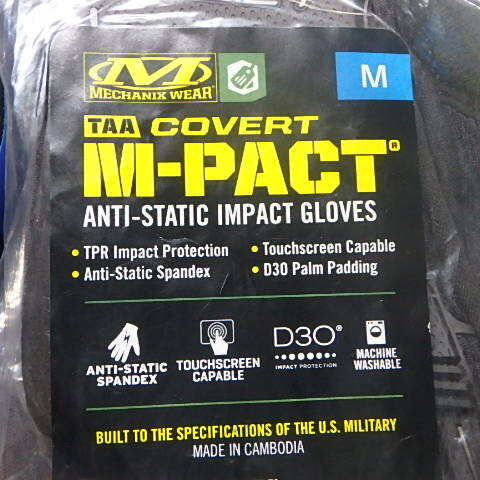 M
MECHANIX WEAR
M
TAA COVERT
M-PACT®
ANTI-STATIC IMPACT GLOVES
• TPR Impact Protection
• Touchscreen Capable
• Anti-Static Spandex
• D3O Palm Padding
ANTI-STATIC
SPANDEX
TOUCHSCREEN
CAPABLE
D3O®
IMPACT PROTECTION
MACHINE
WASHABLE
BUILT TO THE SPECIFICATIONS OF THE U.S. MILITARY
MADE IN CAMBODIA